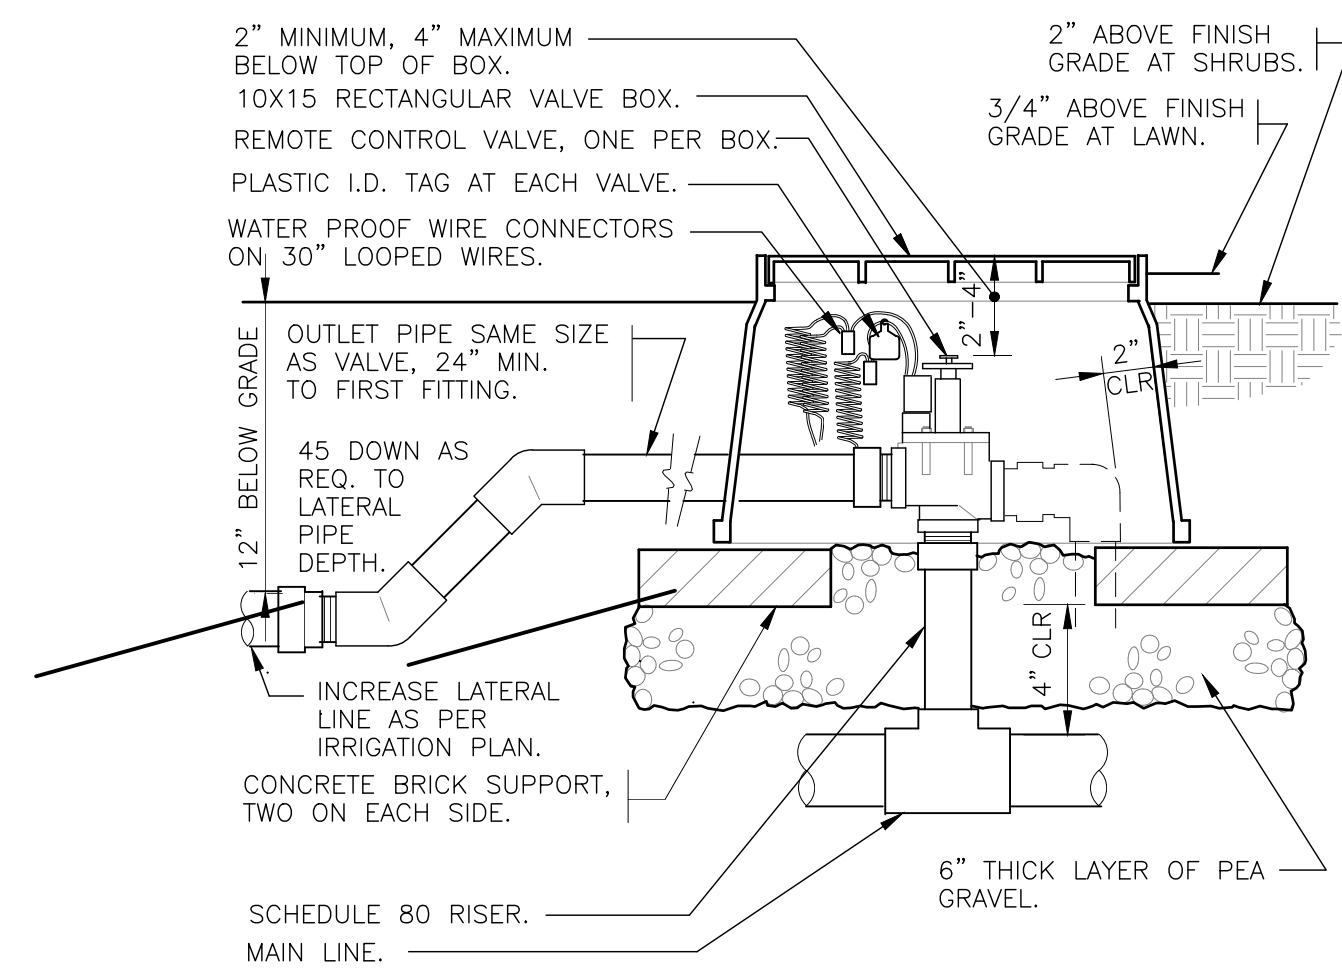 2” MINIMUM, 4” MAXIMUM
BELOW TOP OF BOX.
10X15 RECTANGULAR VALVE BOX.
REMOTE CONTROL VALVE, ONE PER BOX.
PLASTIC I.D. TAG AT EACH VALVE.
WATER PROOF WIRE CONNECTORS
ON 30” LOOPED WIRES.
2” ABOVE FINISH
GRADE AT SHRUBS.
3/4” ABOVE FINISH
GRADE AT LAWN.
2”–4”
2”
CLR
12” BELOW GRADE
OUTLET PIPE SAME SIZE
AS VALVE, 24” MIN.
TO FIRST FITTING.
45 DOWN AS
REQ. TO
LATERAL
PIPE
DEPTH.
4” CLR
INCREASE LATERAL
LINE AS PER
IRRIGATION PLAN.
CONCRETE BRICK SUPPORT,
TWO ON EACH SIDE.
6” THICK LAYER OF PEA
GRAVEL.
SCHEDULE 80 RISER.
MAIN LINE.